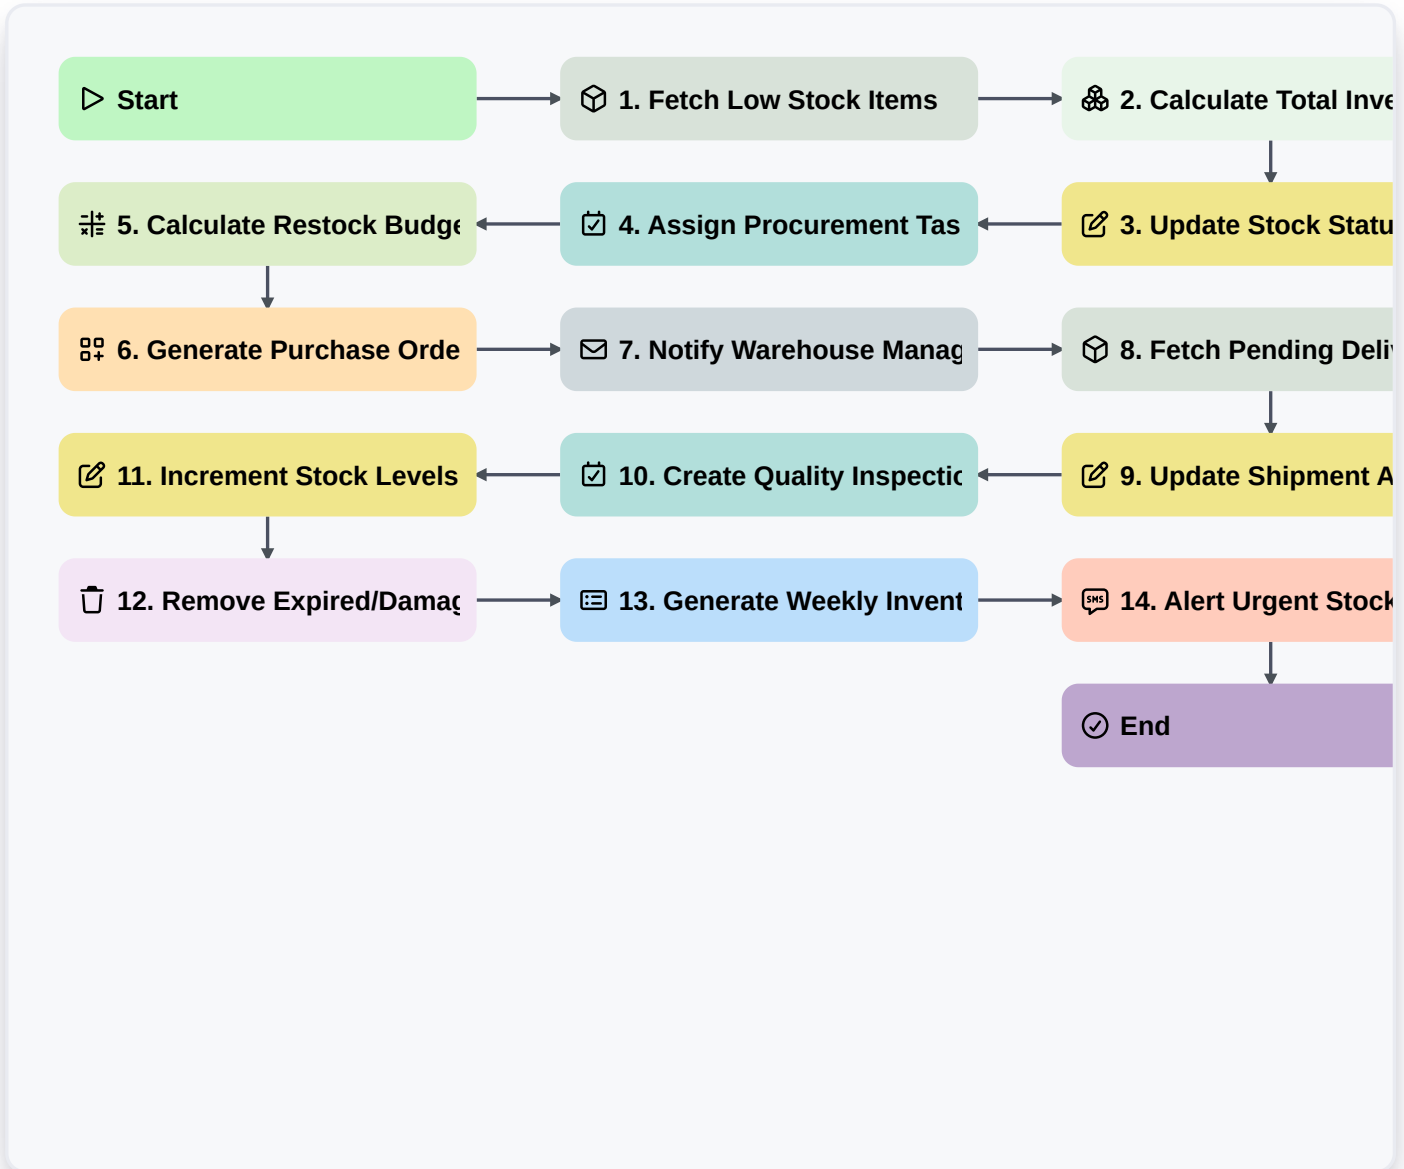 Start
1. Fetch Low Stock Items
2. Calculate Total Inve
5. Calculate Restock Budge
4. Assign Procurement Tas
3. Update Stock Statu
6. Generate Purchase Orde
7. Notify Warehouse Manag
8. Fetch Pending Deliv
11. Increment Stock Levels
10. Create Quality Inspectic
9. Update Shipment A
12. Remove Expired/Damag
13. Generate Weekly Invent
SMS
14. Alert Urgent Stock
End